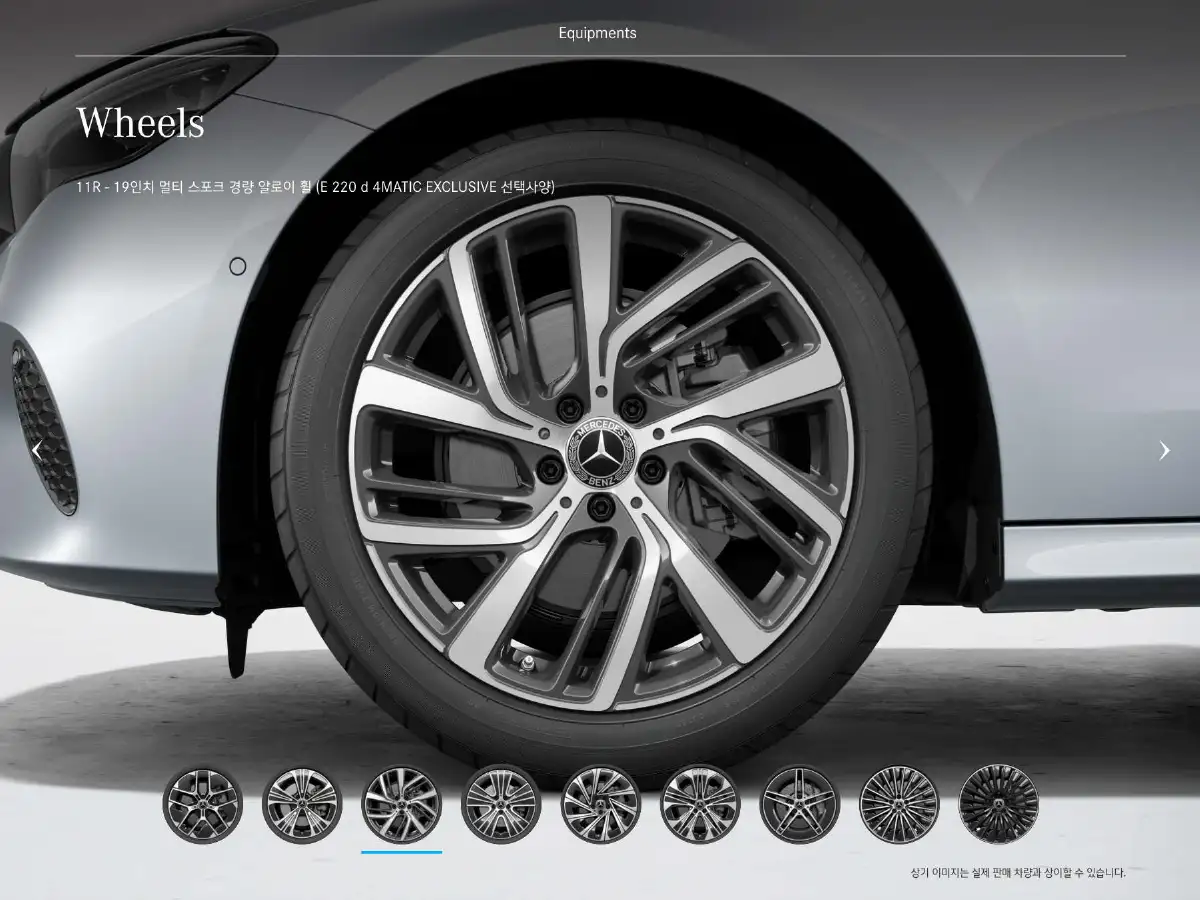 Equipments
Wheels
11R - 19인치 멀티 스포크 경량 알로이 휠 (E 220 d 4MATIC EXCLUSIVE 선택사양)
MERCEDES
BENZ
상기 이미지는 실제 판매 차량과 상이할 수 있습니다.